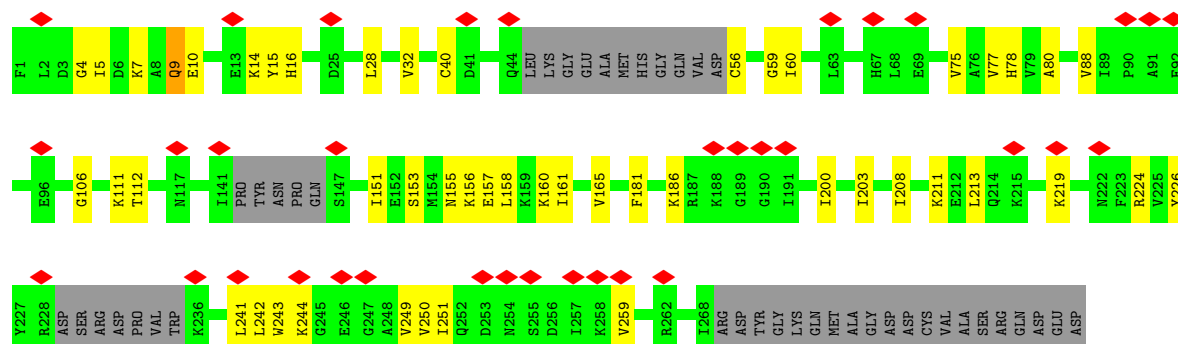 F1 L2 D3 G4 I5 D6 K7 A8 Q9 E10 E13 K14 Y15 H16 D25 L28 V32 C40 D41 Q44 LEU LYS GLY GLU ALA MET HIS GLY GLN VAL ASP C56 G59 I60 L63 H67 L68 E69 V75 A76 V77 H78 V79 A80 V88 I89 P90 A91 E92
E96 G106 K111 T112 N117 I141 PRO TYR ASN PRO GLN S147 I151 E152 S153 M154 N155 K156 E157 L158 K159 K160 I161 V165 F181 K186 R187 K188 G189 G190 I191 I200 I203 I208 K211 E212 L213 Q214 K215 K219 N222 F223 R224 V225 Y226
Y227 R228 ASP SER ARG ASP PRO VAL TRP K236 L241 L242 W243 K244 G245 E246 G247 A248 V249 V250 I251 Q252 D253 N254 S255 D256 I257 K258 V259 R262 I268 ARG ASP TYR GLY LYS GLN MET ALA GLY ASP ASP CYS VAL ALA SER ARG GLN ASP GLU ASP